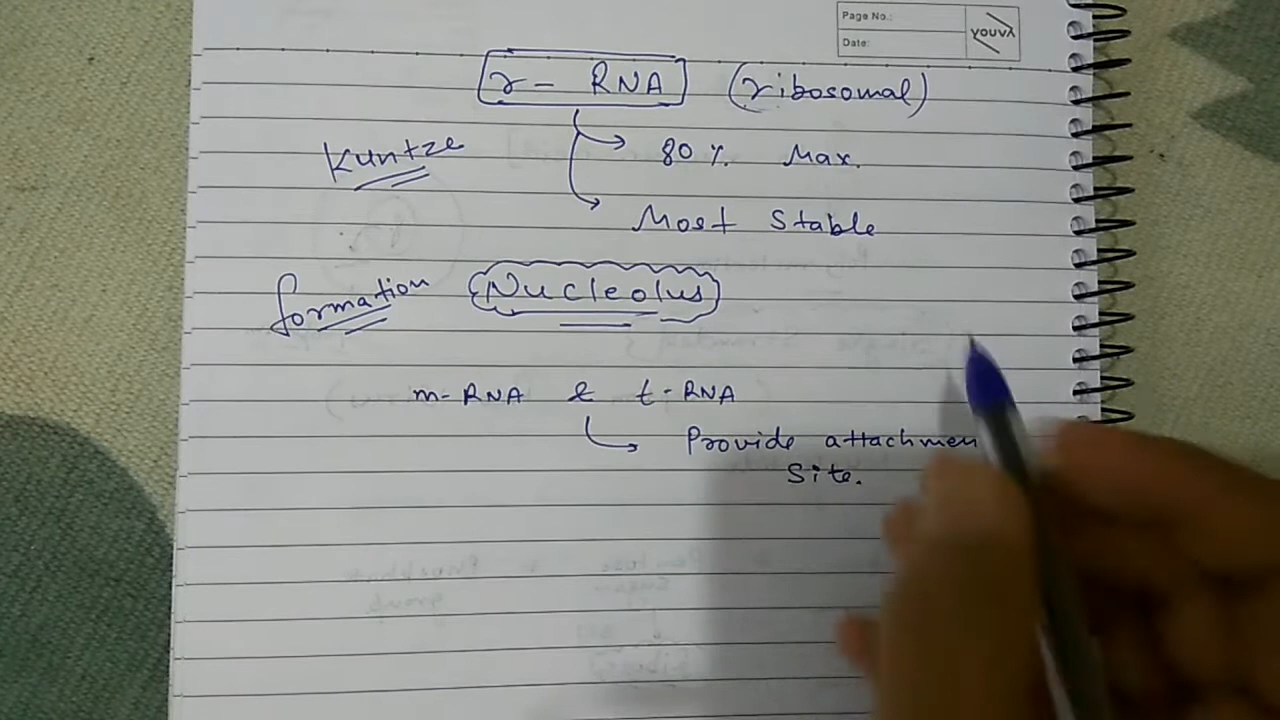 Page No.:
Date:
youva
r - RNA (ribosomal)
Kuntze
80 % Max.
Most Stable
formation Nucleolus
m-RNA & t-RNA
Provide attachmen
Site.